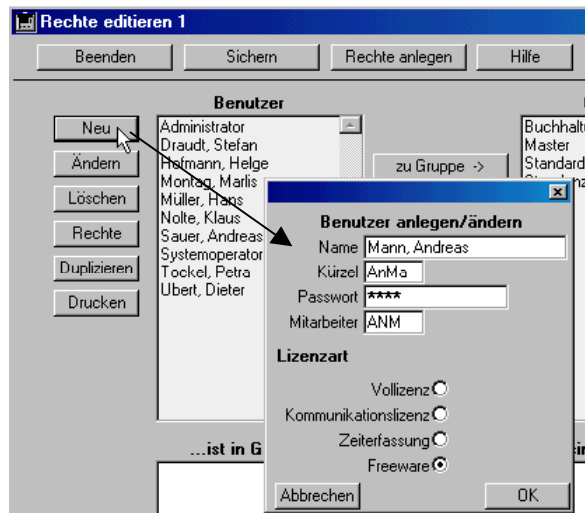 Rechte editieren 1
Beenden Sichern Rechte anlegen Hilfe
Benutzer
Neu
Ändern
Löschen
Rechte
Duplizieren
Drucken
Administrator
Draudt, Stefan
Hofmann, Helge
Montag, Marlis
Müller, Hans
Nolte, Klaus
Sauer, Andreas
Systemoperator
Tockel, Petra
Ubert, Dieter
zu Gruppe ->
Buchhalt
Master
Standard
Benutzer anlegen/ändern
Name Mann, Andreas
Kürzel AnMa
Passwort ****
Mitarbeiter ANM
Lizenzart
Vollizenz
Kommunikationslizenz
Zeiterfassung
Freeware
Abbrechen OK
...ist in G